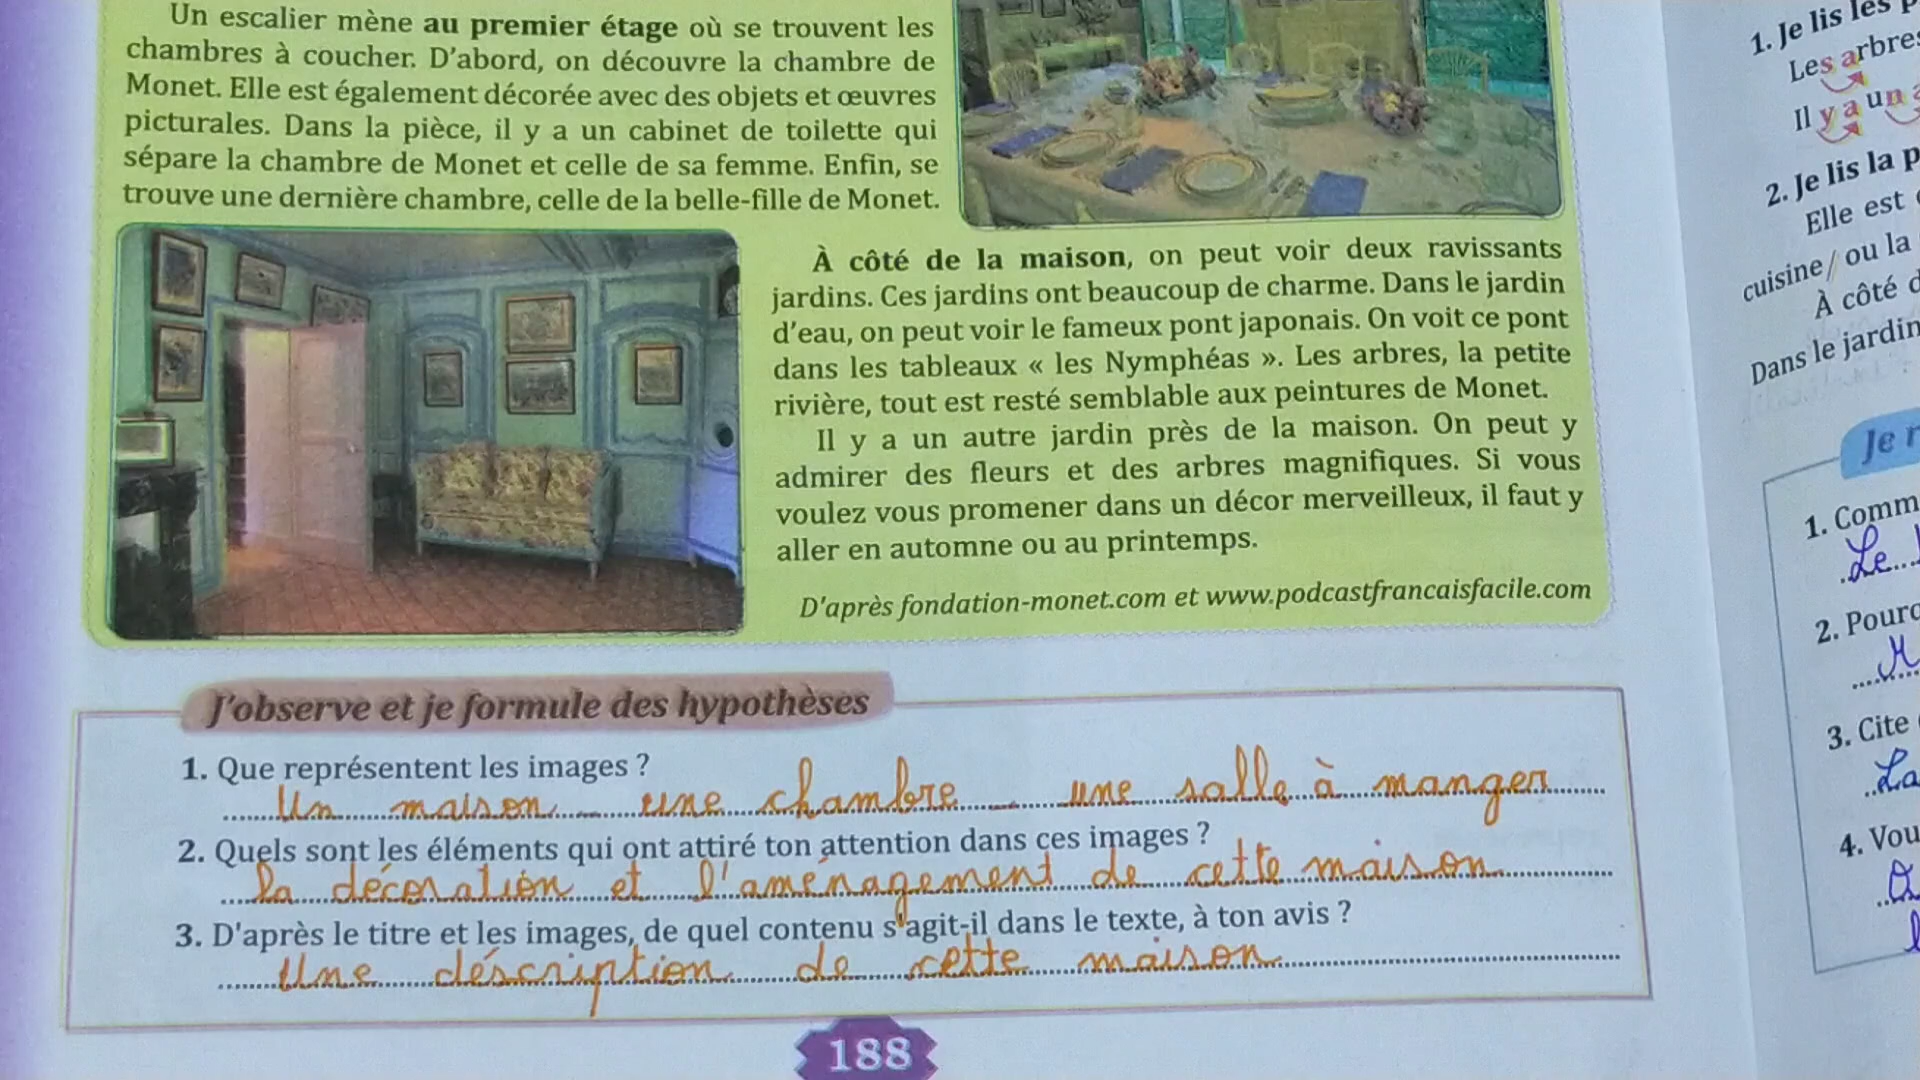 Un escalier mène au premier étage où se trouvent les
chambres à coucher. D'abord, on découvre la chambre de
Monet. Elle est également décorée avec des objets et œuvres
picturales. Dans la pièce, il y a un cabinet de toilette qui
sépare la chambre de Monet et celle de sa femme. Enfin, se
trouve une dernière chambre, celle de la belle-fille de Monet.
À côté de la maison, on peut voir deux ravissants
jardins. Ces jardins ont beaucoup de charme. Dans le jardin
d'eau, on peut voir le fameux pont japonais. On voit ce pont
dans les tableaux « les Nymphéas ». Les arbres, la petite
rivière, tout est resté semblable aux peintures de Monet.
Il y a un autre jardin près de la maison. On peut y
admirer des fleurs et des arbres magnifiques. Si vous
voulez vous promener dans un décor merveilleux, il faut y
aller en automne ou au printemps.
D'après fondation-monet.com et www.podcastfrancaisfacile.com
J'observe et je formule des hypothèses
1. Que représentent les images ?
Un maison _ une chambre _ une salle à manger
2. Quels sont les éléments qui ont attiré ton attention dans ces images ?
la décoration et l'aménagement de cette maison
3. D'après le titre et les images, de quel contenu s'agit-il dans le texte, à ton avis ?
Une déscription de cette maison
188
1. Je lis les
Les arbres
Il y a un
2. Je lis la
Elle est
cuisine/ ou la
À côté
Dans le jardin
Je
1.
Le
2.
3. Cite
La
4.